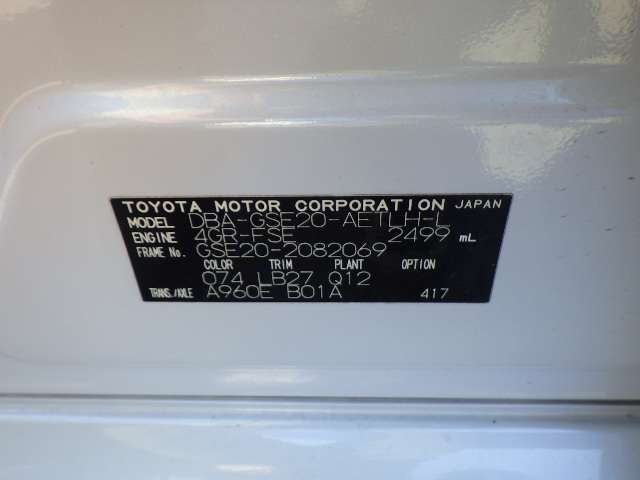 TOYOTA MOTOR CORPORATION JAPAN
MODEL DBA-GSE20-AETLH-L
ENGINE 4GR-FSE 2499 mL
FRAME No. GSE20-2082069
COLOR TRIM PLANT OPTION
074 LB27 Q12
TRANS./AXLE A960E B01A 417